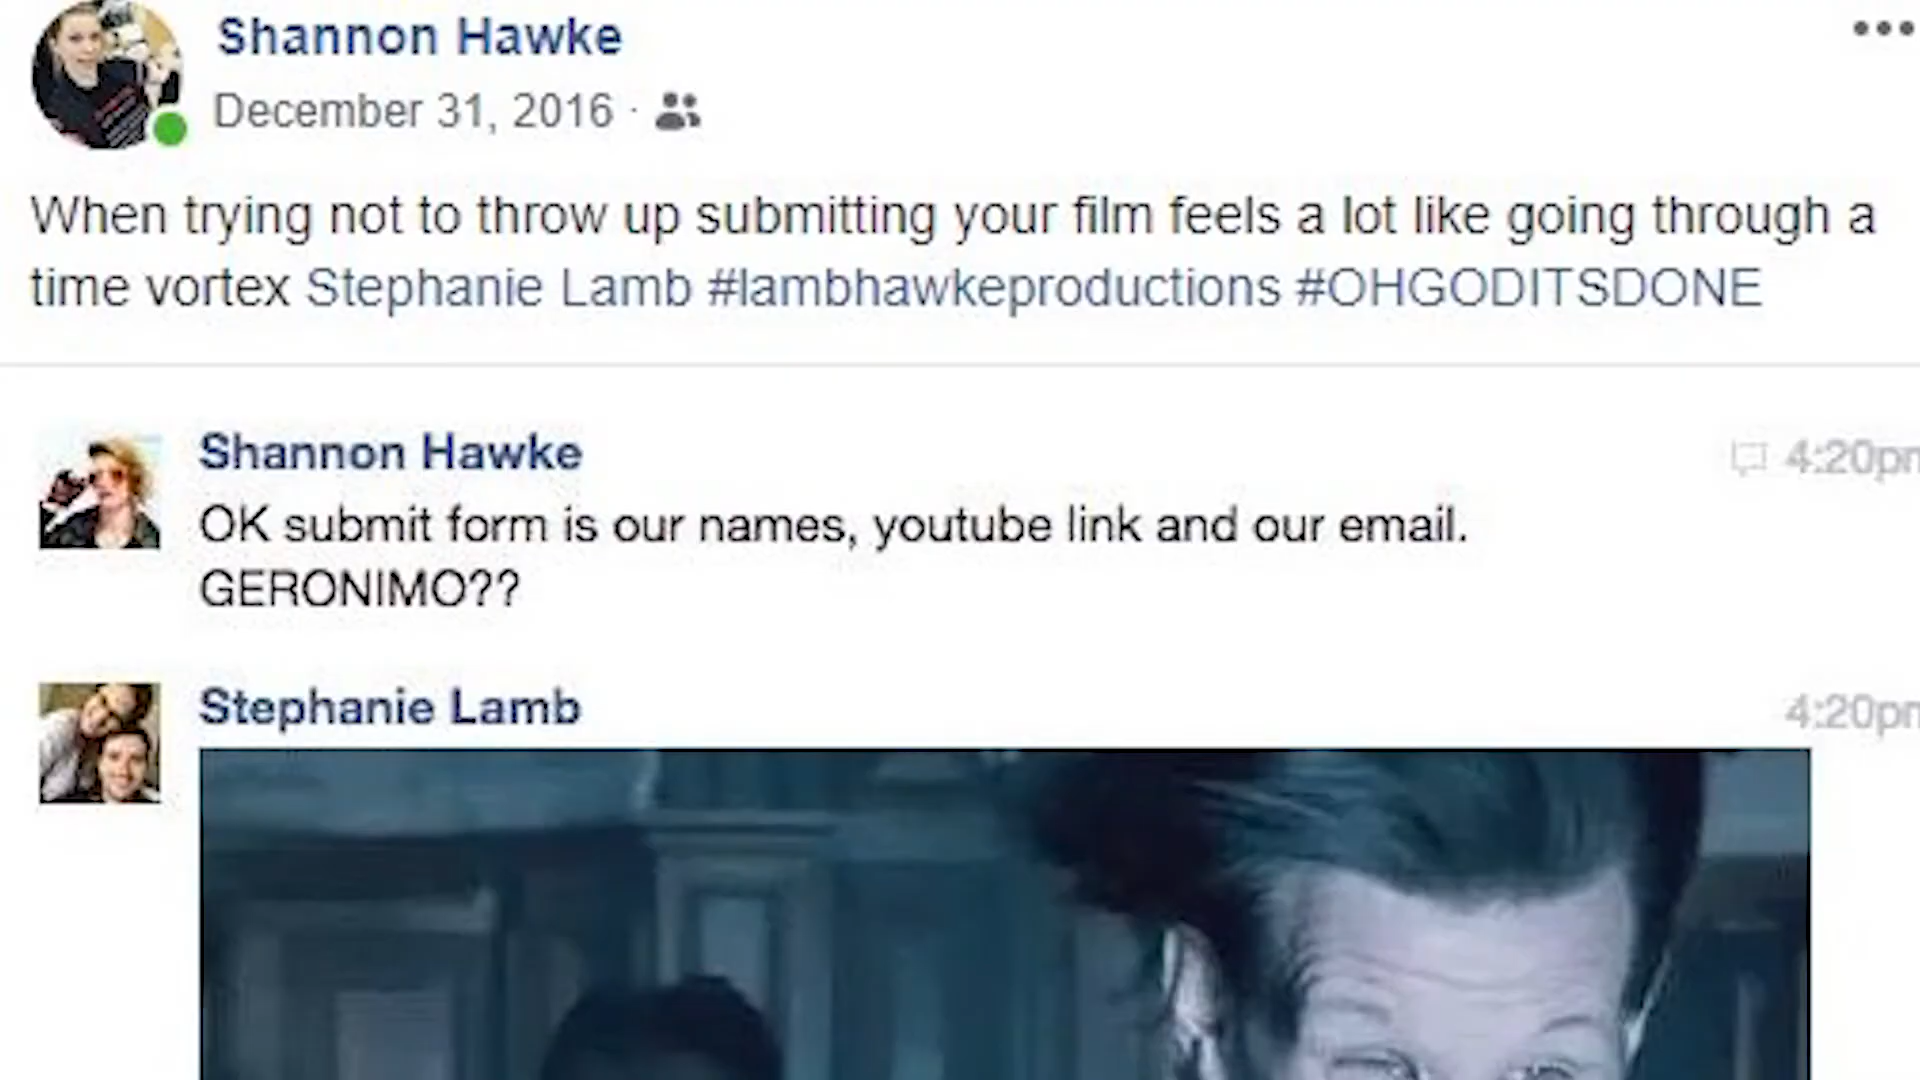 Shannon Hawke
December 31, 2016 ·
When trying not to throw up submitting your film feels a lot like going through a
time vortex Stephanie Lamb #lambhawkeproductions #OHGODITSDONE
Shannon Hawke
4:20pm
OK submit form is our names, youtube link and our email.
GERONIMO??
Stephanie Lamb
4:20pm